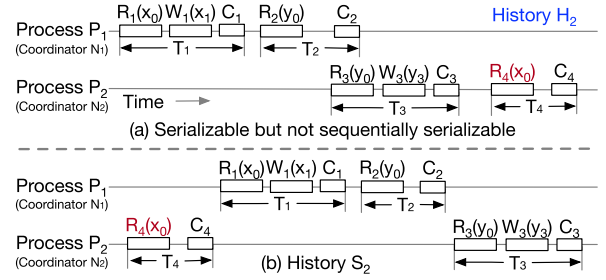 R1(x0) W1(x1) C1 R2(y0) C2 History H2
Process P1
(Coordinator N1) T1 T2
R3(y0) W3(y3) C3 R4(x0) C4
Process P2
(Coordinator N2) Time T3 T4
(a) Serializable but not sequentially serializable
R1(x0) W1(x1) C1 R2(y0) C2
Process P1
(Coordinator N1) T1 T2
R4(x0) C4 R3(y0) W3(y3) C3
Process P2
(Coordinator N2) T4 (b) History S2 T3